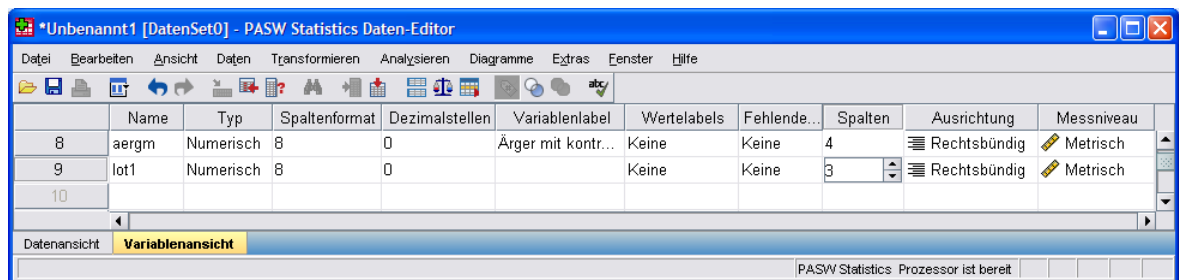 *Unbenannt1 [DatenSet0] - PASW Statistics Daten-Editor
Datei Bearbeiten Ansicht Daten Transformieren Analysieren Diagramme Extras Fenster Hilfe
Name Typ Spaltenformat Dezimalstellen Variablenlabel Wertelabels Fehlende... Spalten Ausrichtung Messniveau
8 aergm Numerisch 8 0 Ärger mit kontr... Keine Keine 4 Rechtsbündig Metrisch
9 lot1 Numerisch 8 0 Keine Keine 3 Rechtsbündig Metrisch
10
Datenansicht Variablenansicht
PASW Statistics Prozessor ist bereit